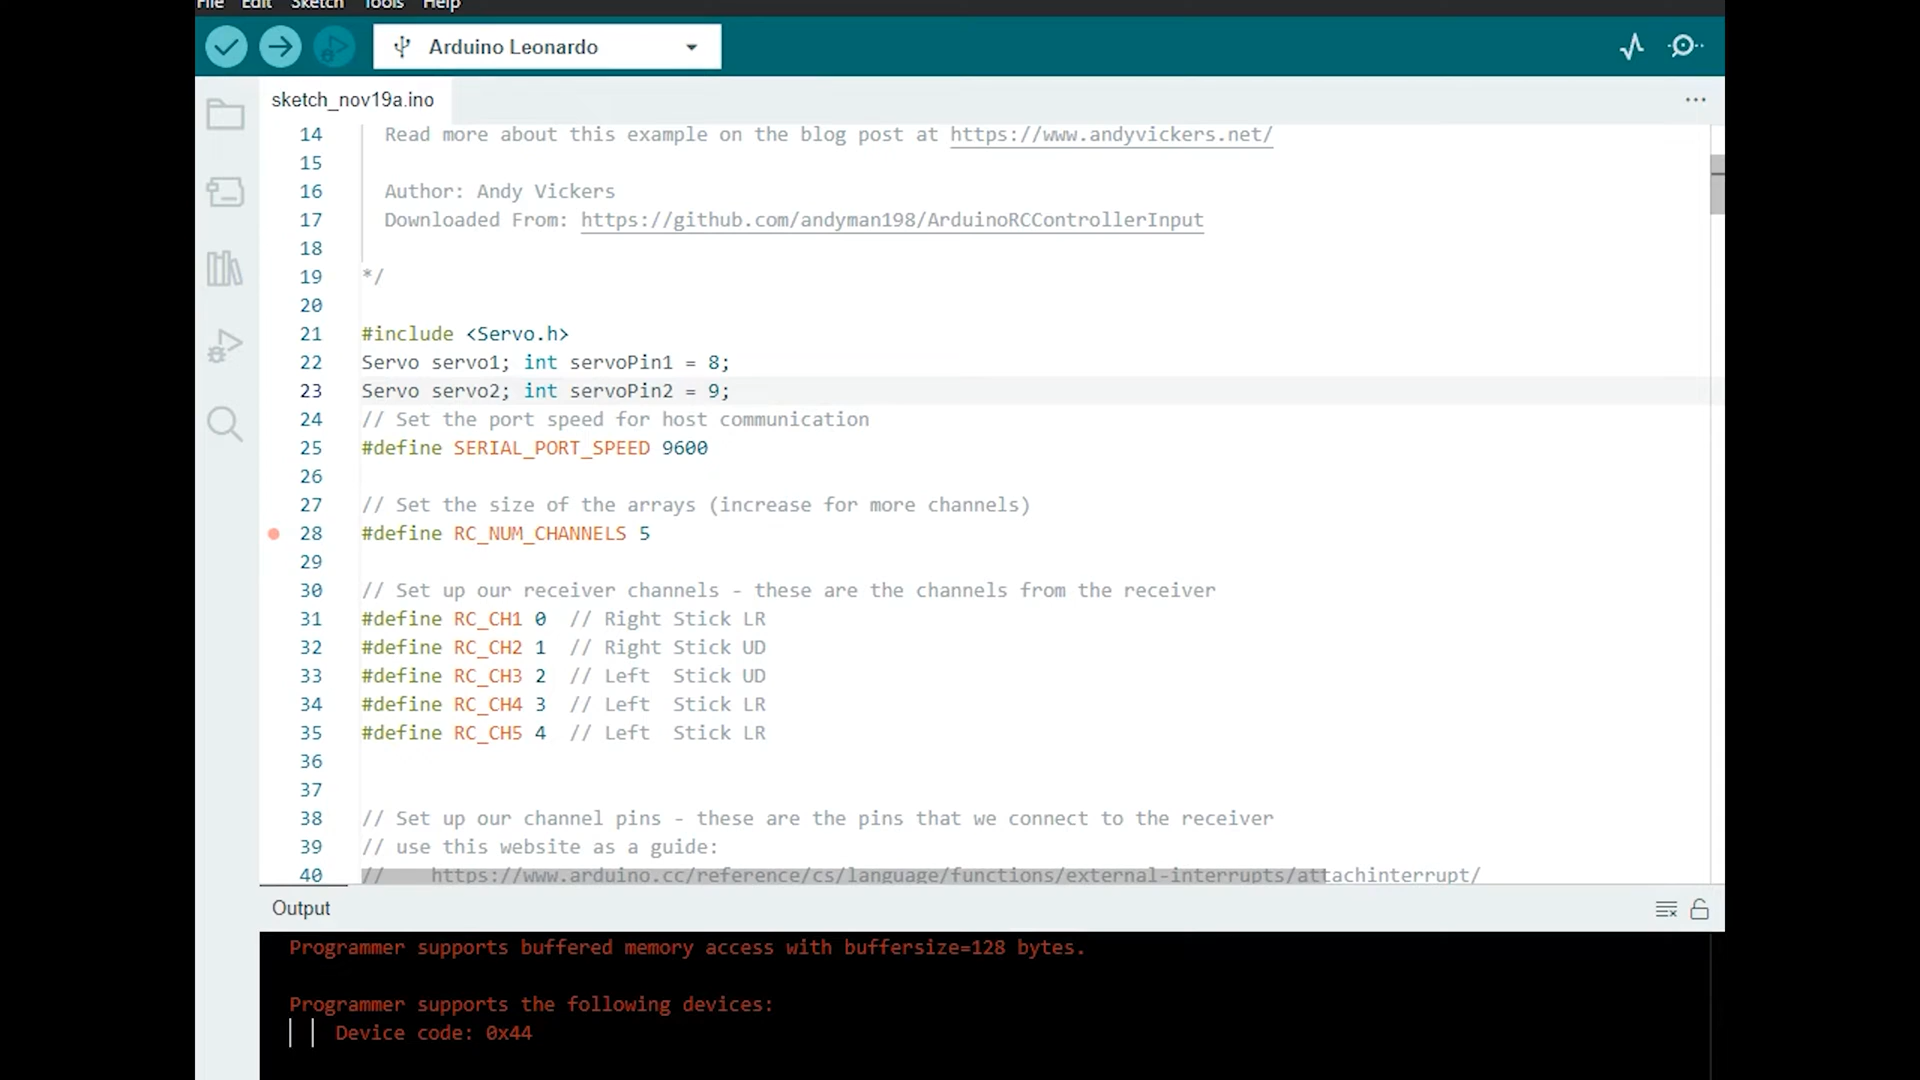 File Edit Sketch Tools Help
Arduino Leonardo
sketch_nov19a.ino
14 Read more about this example on the blog post at https://www.andyvickers.net/
15
16 Author: Andy Vickers
17 Downloaded From: https://github.com/andyman198/ArduinoRCControllerInput
18
19 */
20
21 #include <Servo.h>
22 Servo servo1; int servoPin1 = 8;
23 Servo servo2; int servoPin2 = 9;
24 // Set the port speed for host communication
25 #define SERIAL_PORT_SPEED 9600
26
27 // Set the size of the arrays (increase for more channels)
28 #define RC_NUM_CHANNELS 5
29
30 // Set up our receiver channels - these are the channels from the receiver
31 #define RC_CH1 0 // Right Stick LR
32 #define RC_CH2 1 // Right Stick UD
33 #define RC_CH3 2 // Left Stick UD
34 #define RC_CH4 3 // Left Stick LR
35 #define RC_CH5 4 // Left Stick LR
36
37
38 // Set up our channel pins - these are the pins that we connect to the receiver
39 // use this website as a guide:
40 // https://www.arduino.cc/reference/cs/language/functions/external-interrupts/attachinterrupt/
Output
Programmer supports buffered memory access with buffersize=128 bytes.
Programmer supports the following devices:
Device code: 0x44